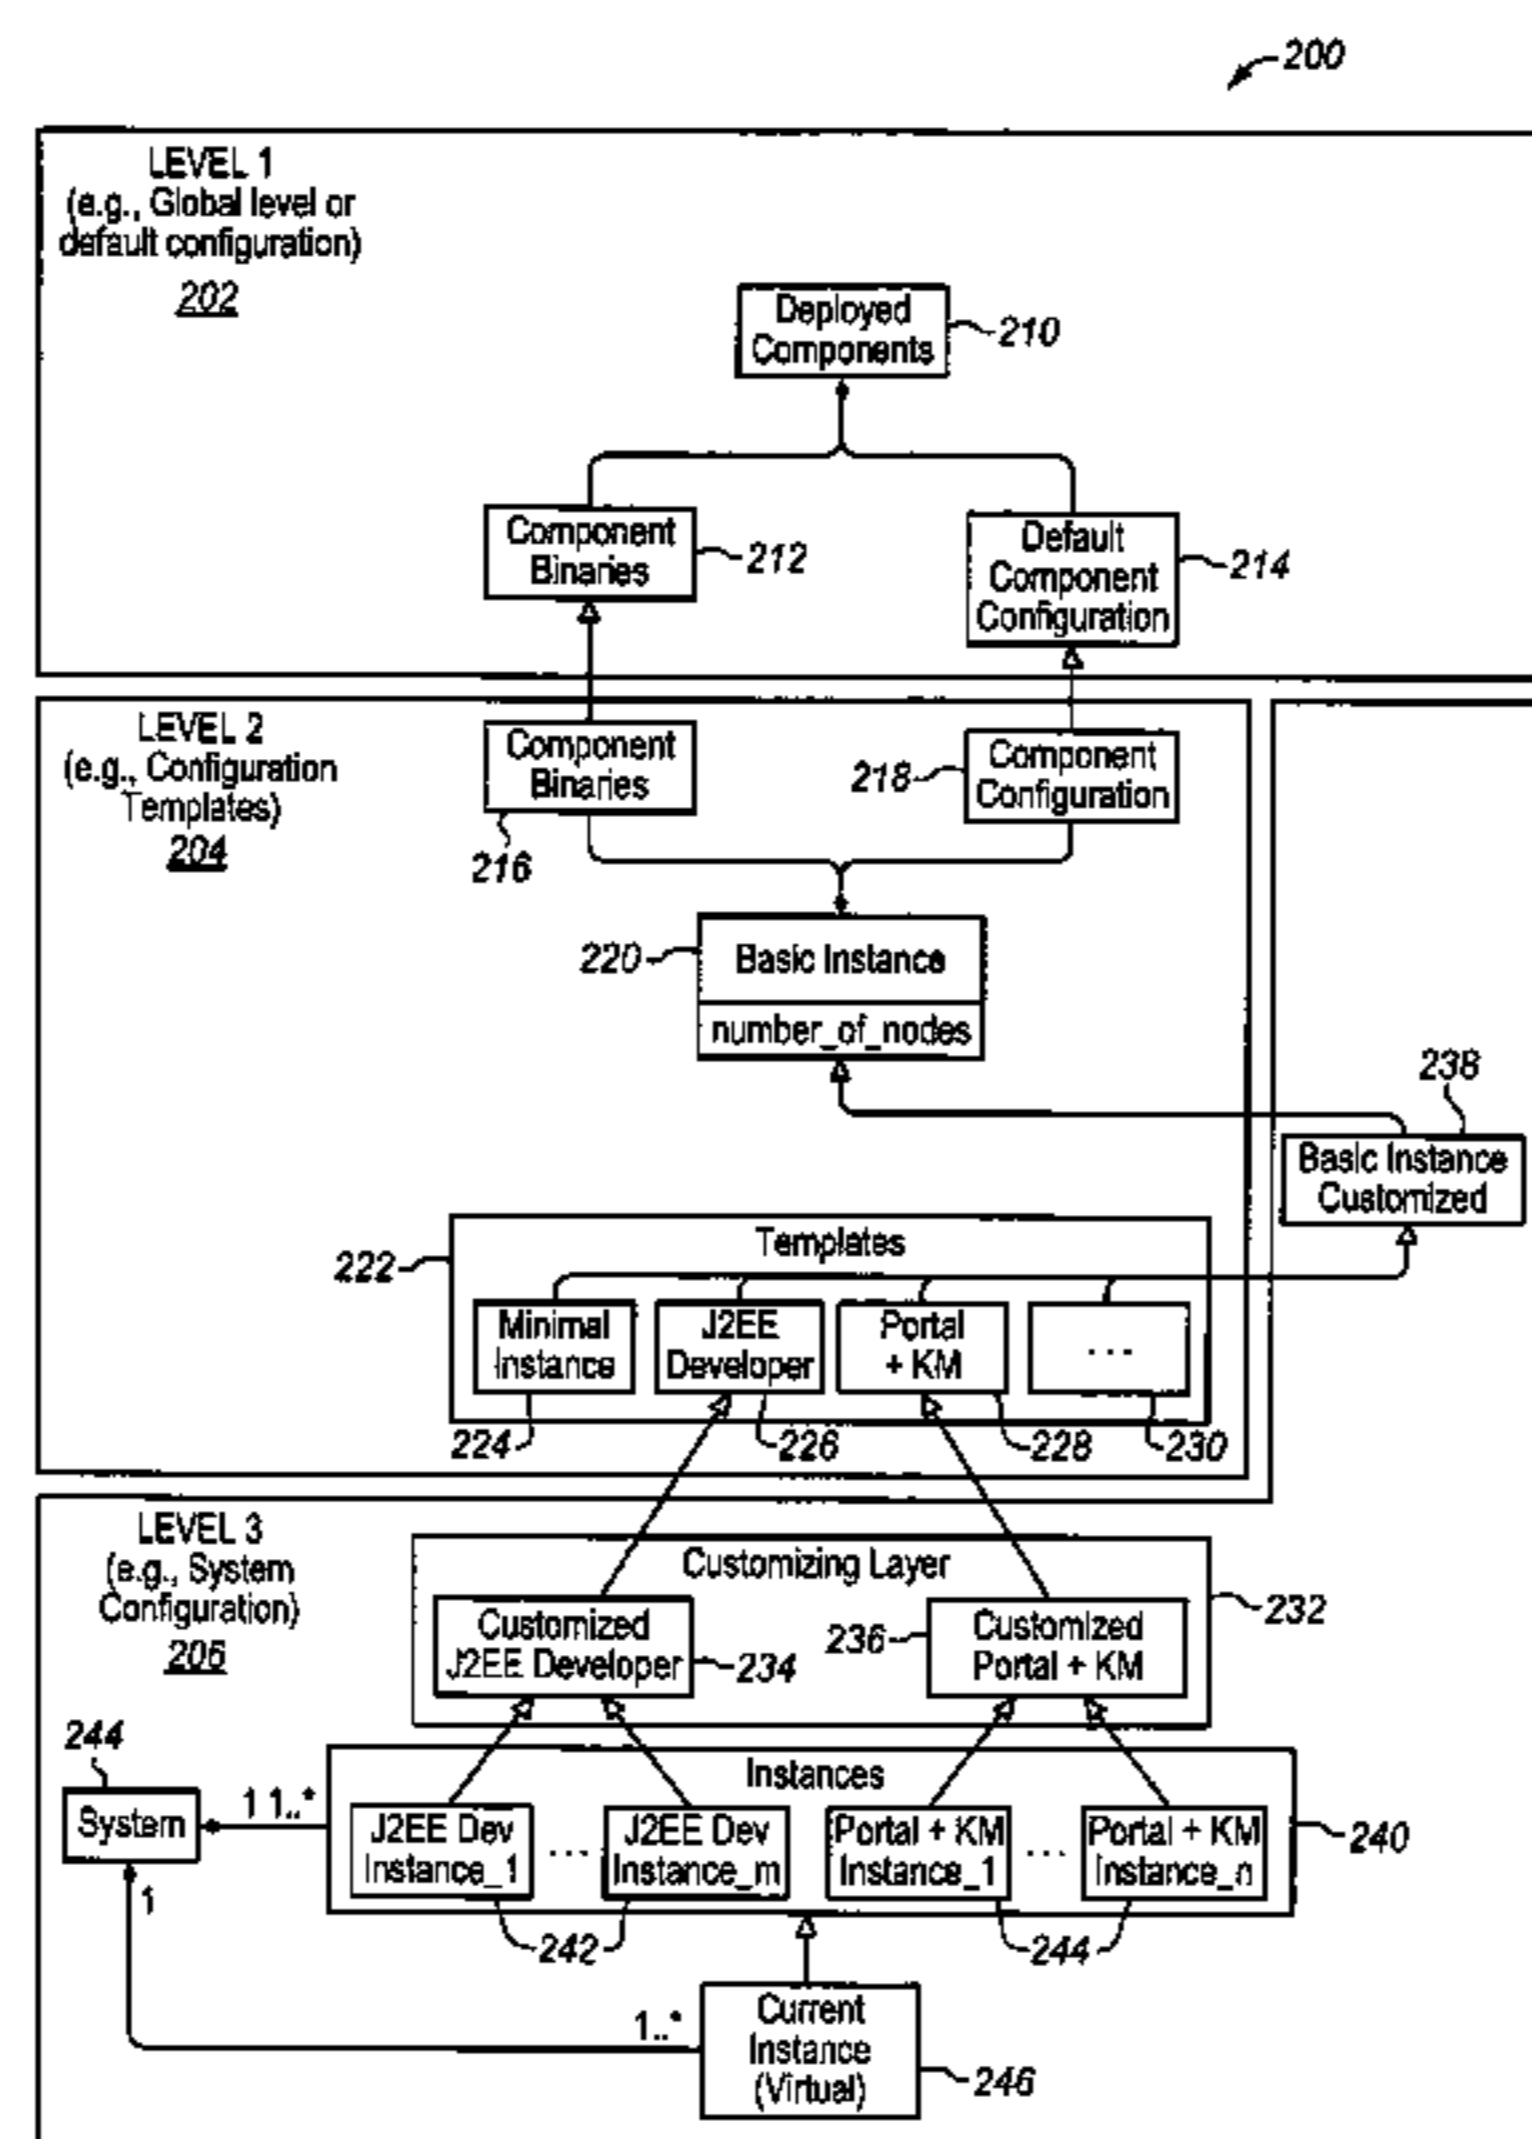 200
LEVEL 1
(e.g., Global level or
default configuration)
202
Deployed
Components
210
Component
Binaries
212
Default
Component
Configuration
214
LEVEL 2
(e.g., Configuration
Templates)
204
Component
Binaries
216
218
Component
Configuration
220
Basic Instance
number_of_nodes
238
Basic Instance
Customized
222
Templates
Minimal
Instance
J2EE
Developer
Portal
+ KM
...
224
226
228
230
LEVEL 3
(e.g., System
Configuration)
206
Customizing Layer
232
Customized
J2EE Developer
234
236
Customized
Portal + KM
244
System
1 1..*
Instances
J2EE Dev
Instance_1
...
J2EE Dev
Instance_m
Portal + KM
Instance_1
...
Portal + KM
Instance_n
240
1
242
244
1..*
Current
Instance
(Virtual)
246